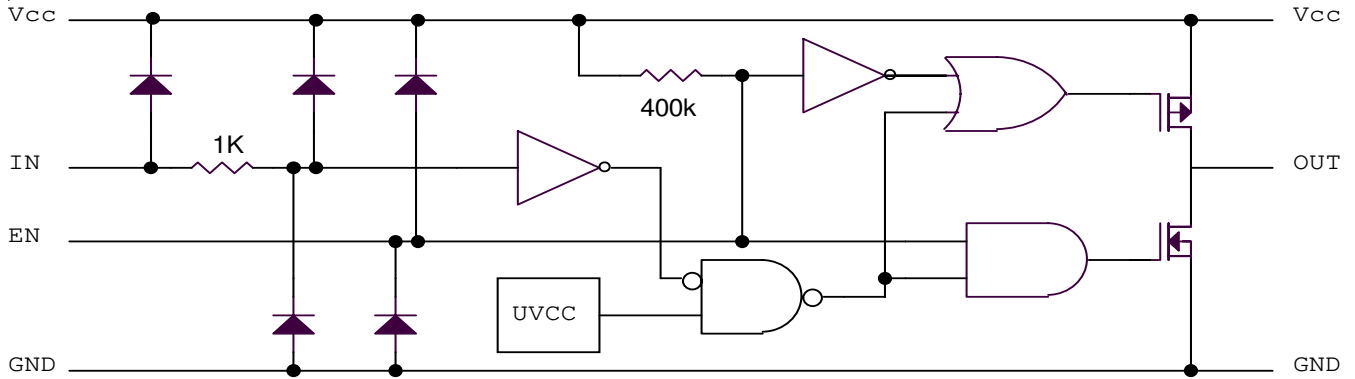 Vcc Vcc
400k
1K
IN OUT
EN
UVCC
GND GND